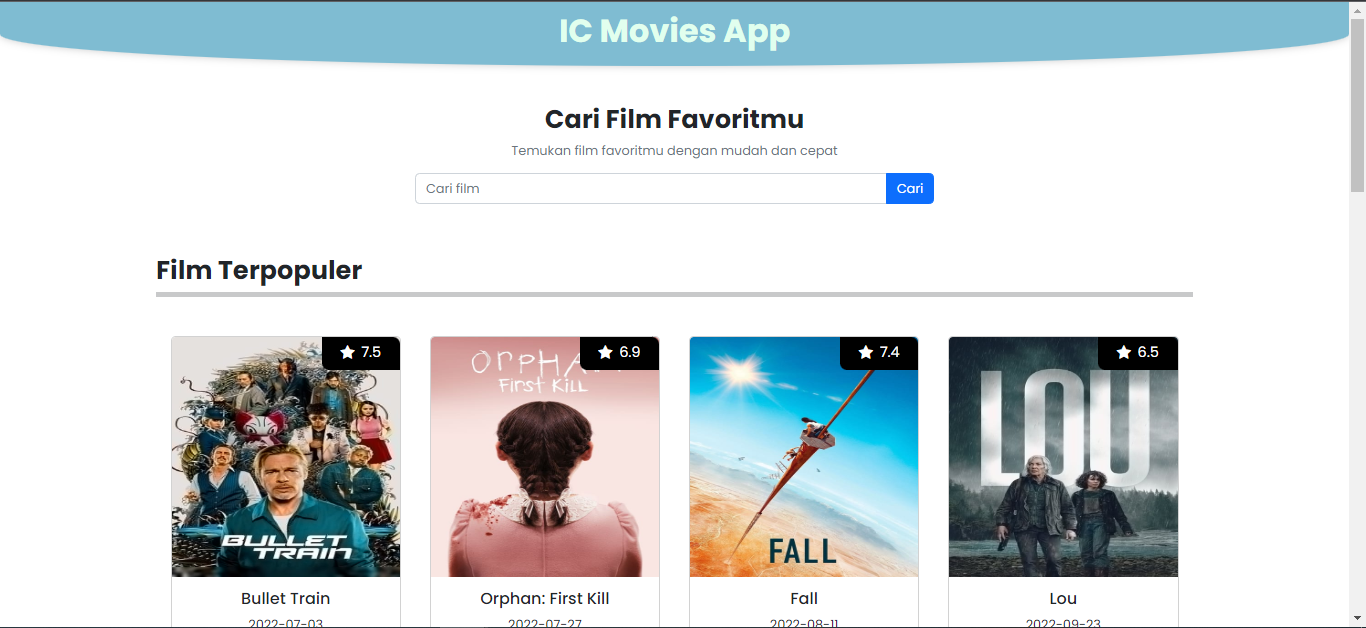 IC Movies App
Cari Film Favoritmu
Temukan film favoritmu dengan mudah dan cepat
Cari film
Cari
Film Terpopuler
7.5
6.9
7.4
6.5
BULLET
TRAIN
First Kill
FALL
LOU
Bullet Train
Orphan: First Kill
Fall
Lou
2022-07-03
2022-07-27
2022-08-11
2022-09-23